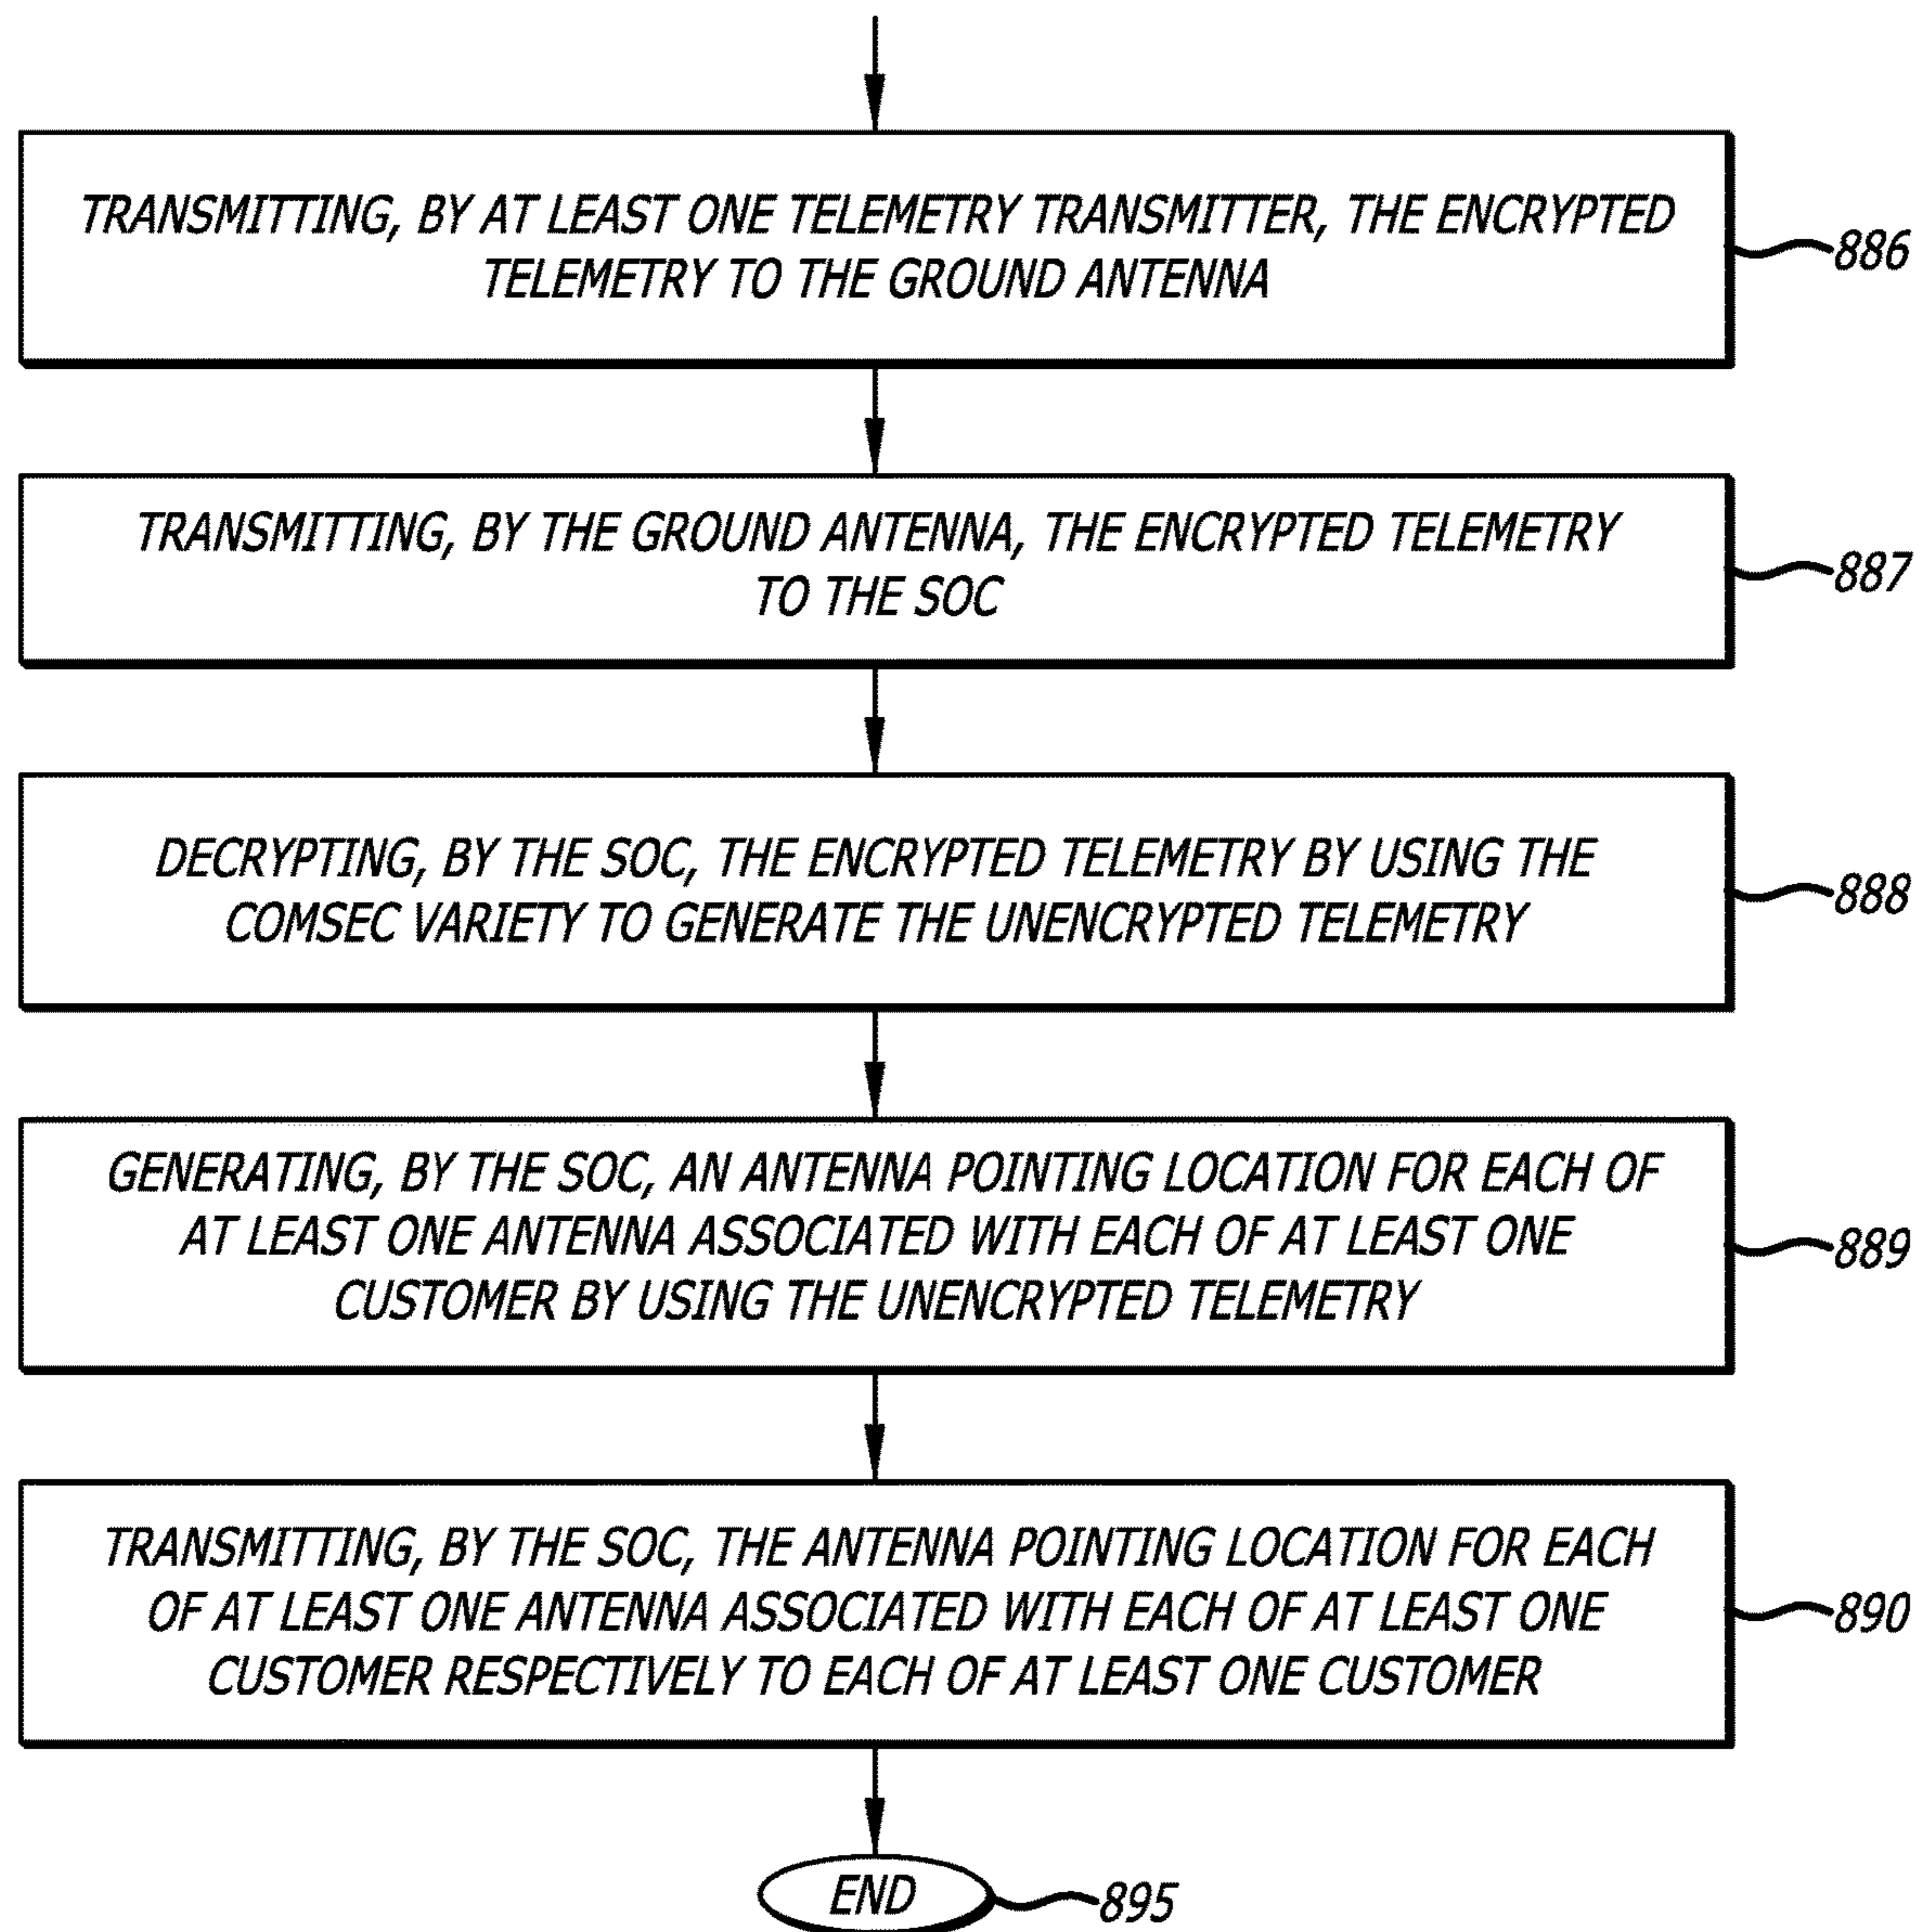 TRANSMITTING, BY AT LEAST ONE TELEMETRY TRANSMITTER, THE ENCRYPTED
TELEMETRY TO THE GROUND ANTENNA
886
TRANSMITTING, BY THE GROUND ANTENNA, THE ENCRYPTED TELEMETRY
TO THE SOC
887
DECRYPTING, BY THE SOC, THE ENCRYPTED TELEMETRY BY USING THE
COMSEC VARIETY TO GENERATE THE UNENCRYPTED TELEMETRY
888
GENERATING, BY THE SOC, AN ANTENNA POINTING LOCATION FOR EACH OF
AT LEAST ONE ANTENNA ASSOCIATED WITH EACH OF AT LEAST ONE
CUSTOMER BY USING THE UNENCRYPTED TELEMETRY
889
TRANSMITTING, BY THE SOC, THE ANTENNA POINTING LOCATION FOR EACH
OF AT LEAST ONE ANTENNA ASSOCIATED WITH EACH OF AT LEAST ONE
CUSTOMER RESPECTIVELY TO EACH OF AT LEAST ONE CUSTOMER
890
END
895